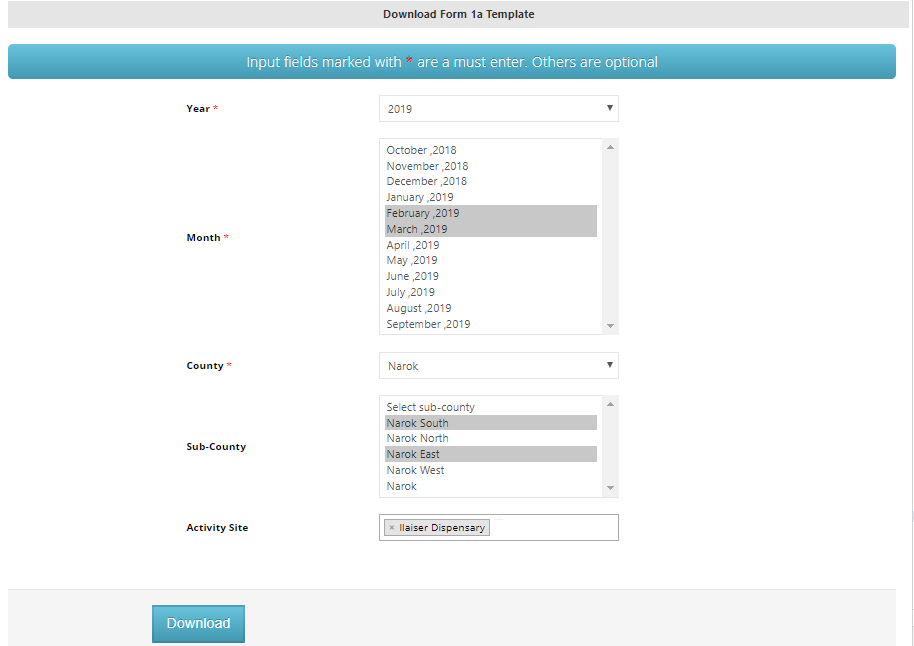 Download Form 1a Template
Input fields marked with * are a must enter. Others are optional
Year *
2019
Month *
October ,2018
November ,2018
December ,2018
January ,2019
February ,2019
March ,2019
April ,2019
May ,2019
June ,2019
July ,2019
August ,2019
September ,2019
County *
Narok
Sub-County
Select sub-county
Narok South
Narok North
Narok East
Narok West
Narok
Activity Site
× Ilaiser Dispensary
Download